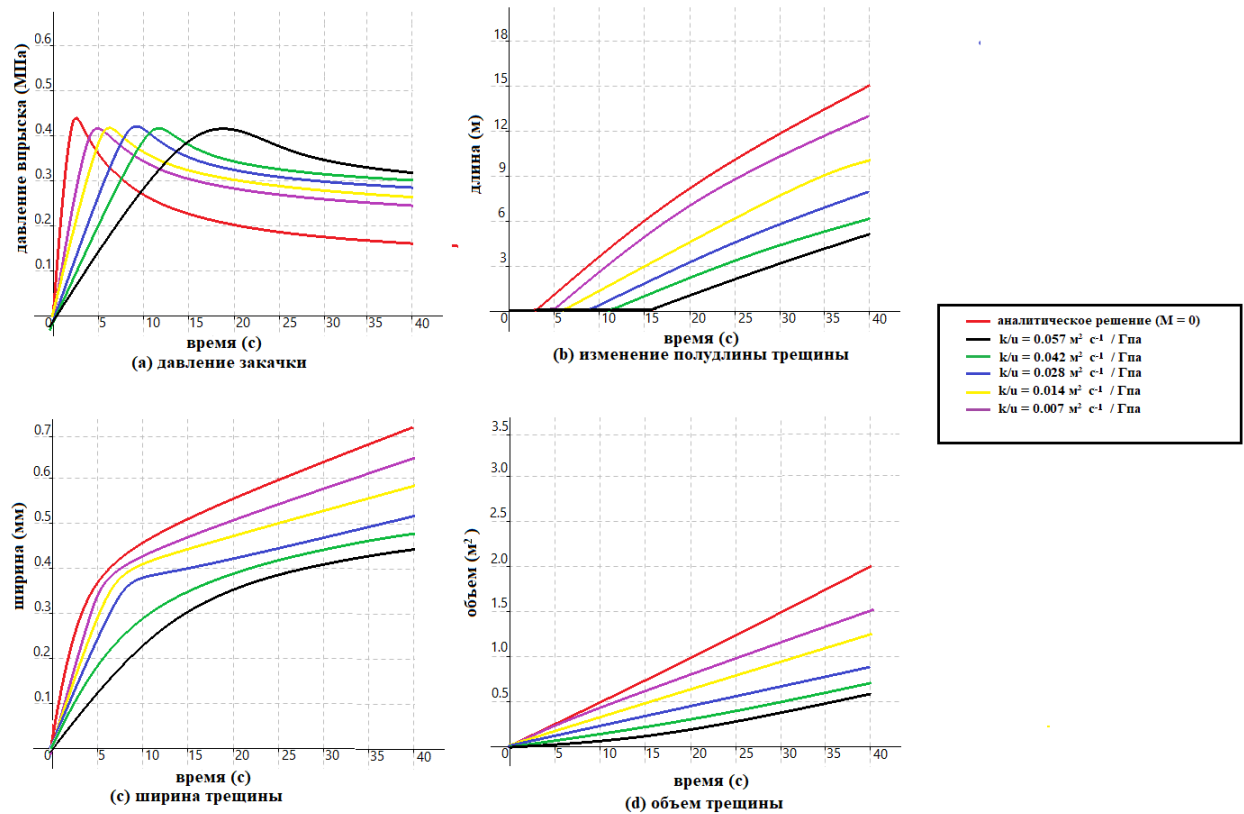 0.6
0.5
0.4
0.3
0.2
0.1
0 5 10 15 20 25 30 35 40
давление впрыска (МПа)
время (с)
(a) давление закачки
18
15
12
9
6
3
0 5 10 15 20 25 30 35 40
длина (м)
время (с)
(b) изменение полудлины трещины
аналитическое решение (M = 0)
k/u = 0.057 м² с⁻¹ / Гпа
k/u = 0.042 м² с⁻¹ / Гпа
k/u = 0.028 м² с⁻¹ / Гпа
k/u = 0.014 м² с⁻¹ / Гпа
k/u = 0.007 м² с⁻¹ / Гпа
0.7
0.6
0.5
0.4
0.3
0.2
0.1
0 5 10 15 20 25 30 35 40
ширина (мм)
время (с)
(c) ширина трещины
3.5
3.0
2.5
2.0
1.5
1.0
0.5
0 5 10 15 20 25 30 35 40
объем (м² )
время (с)
(d) объем трещины